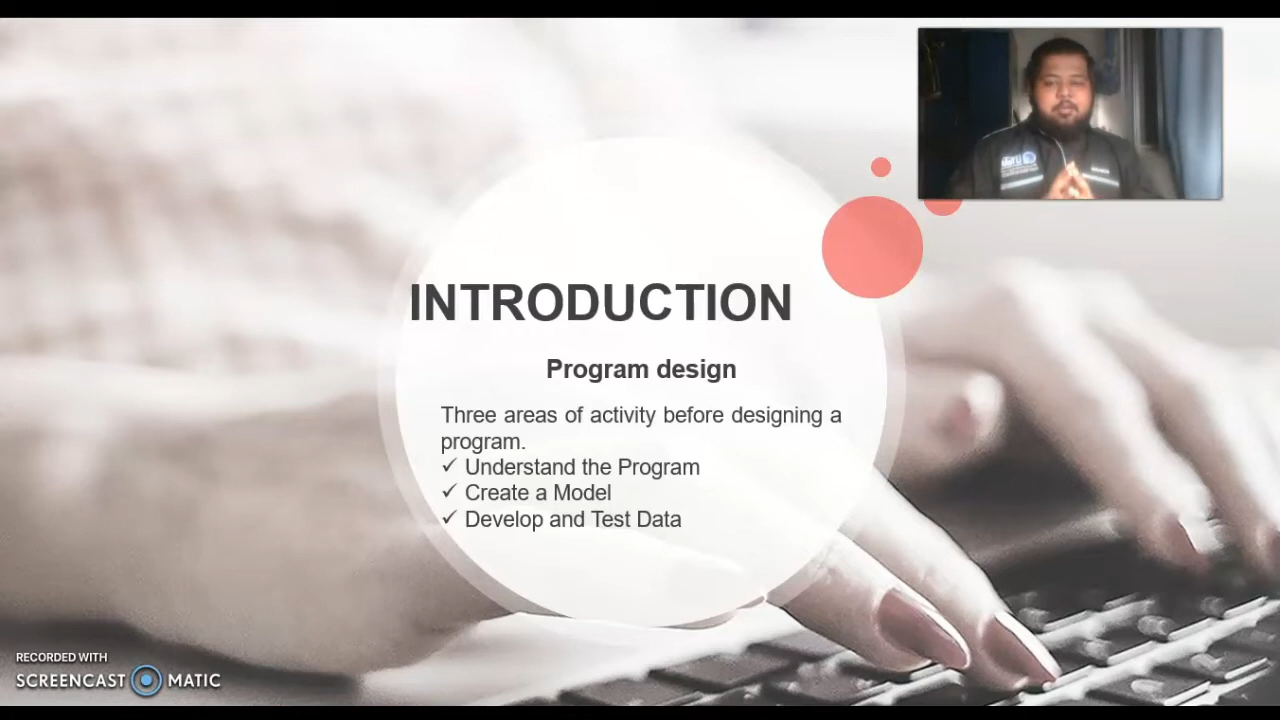 INTRODUCTION
Program design
Three areas of activity before designing a
program.
✓ Understand the Program
✓ Create a Model
✓ Develop and Test Data
RECORDED WITH
SCREENCAST MATIC